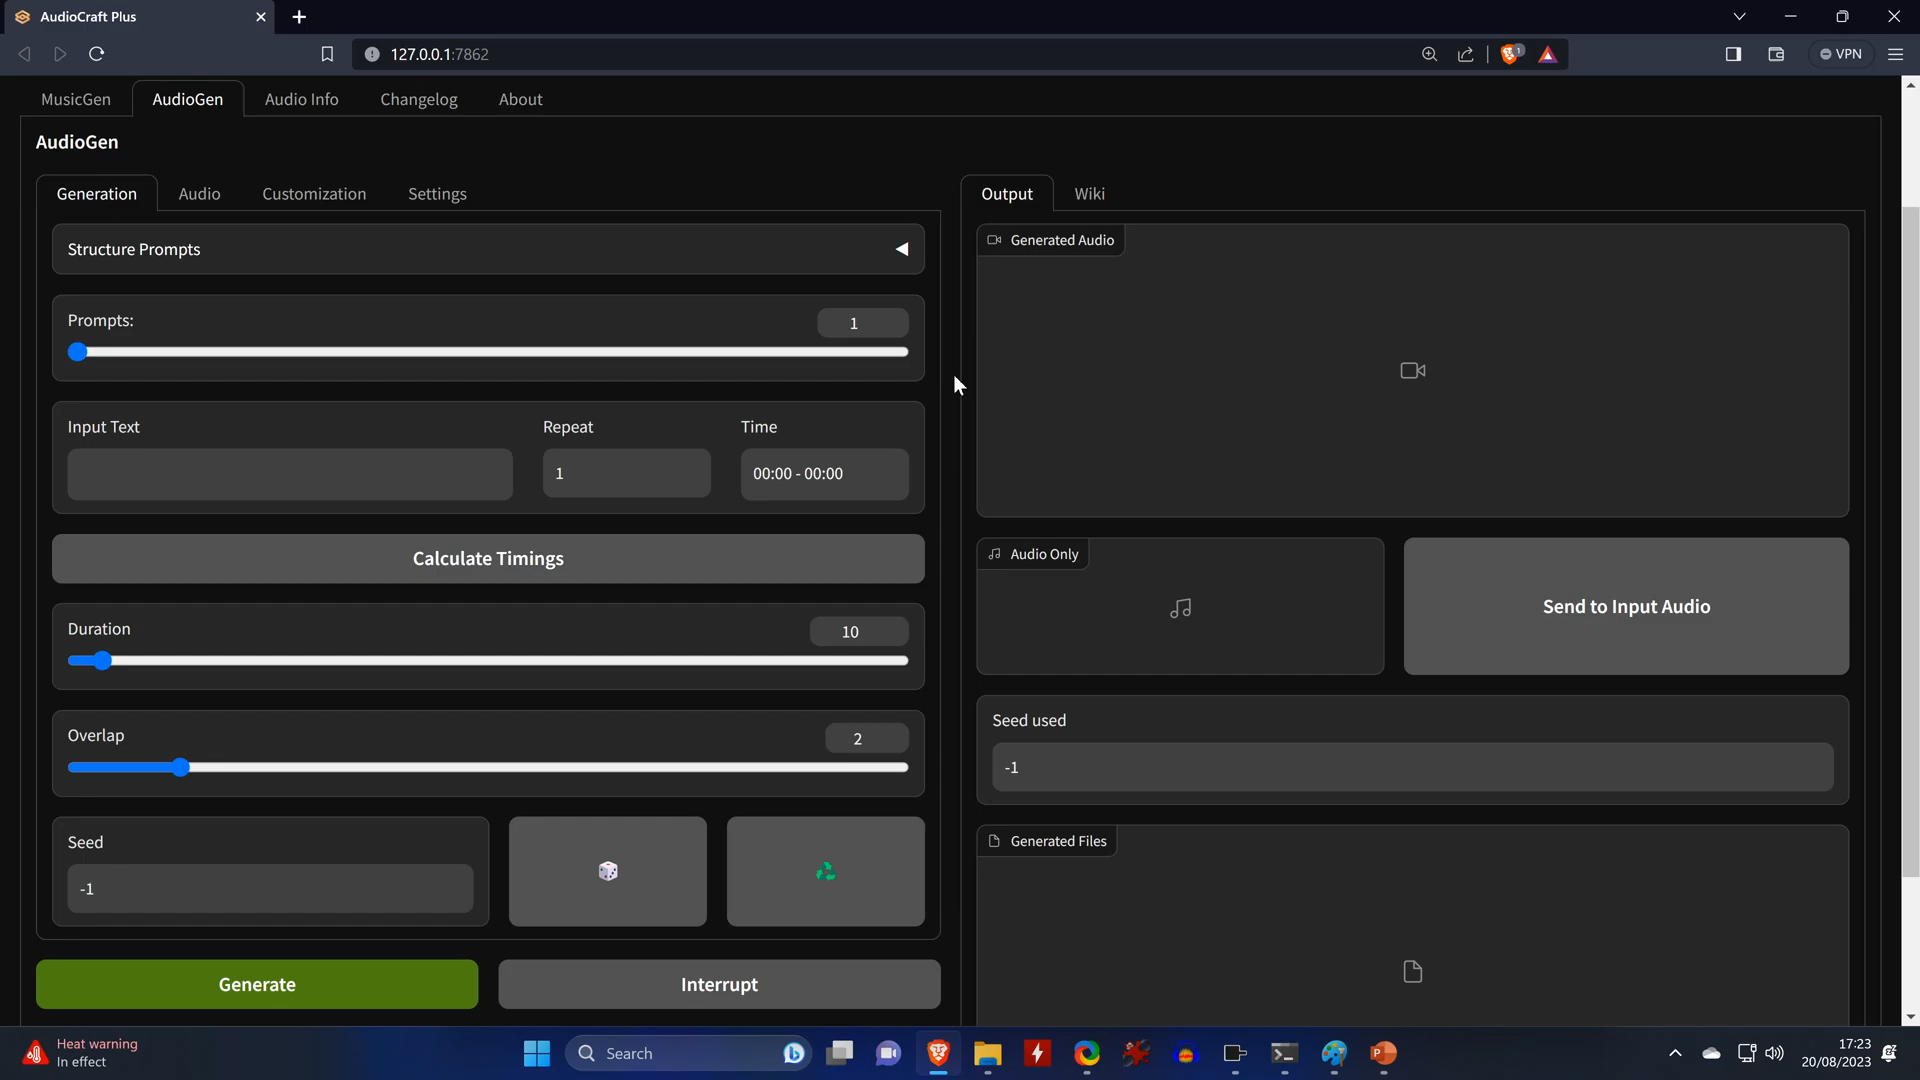 AudioCraft Plus
127.0.0.1:7862
1
VPN
MusicGen
AudioGen
Audio Info
Changelog
About
AudioGen
Generation
Audio
Customization
Settings
Structure Prompts
Prompts:
1
Input Text
Repeat
Time
1
00:00 - 00:00
Calculate Timings
Duration
10
Overlap
2
Seed
-1
Generate
Interrupt
Output
Wiki
Generated Audio
Audio Only
Send to Input Audio
Seed used
-1
Generated Files
Heat warning
In effect
Search
17:23
20/08/2023